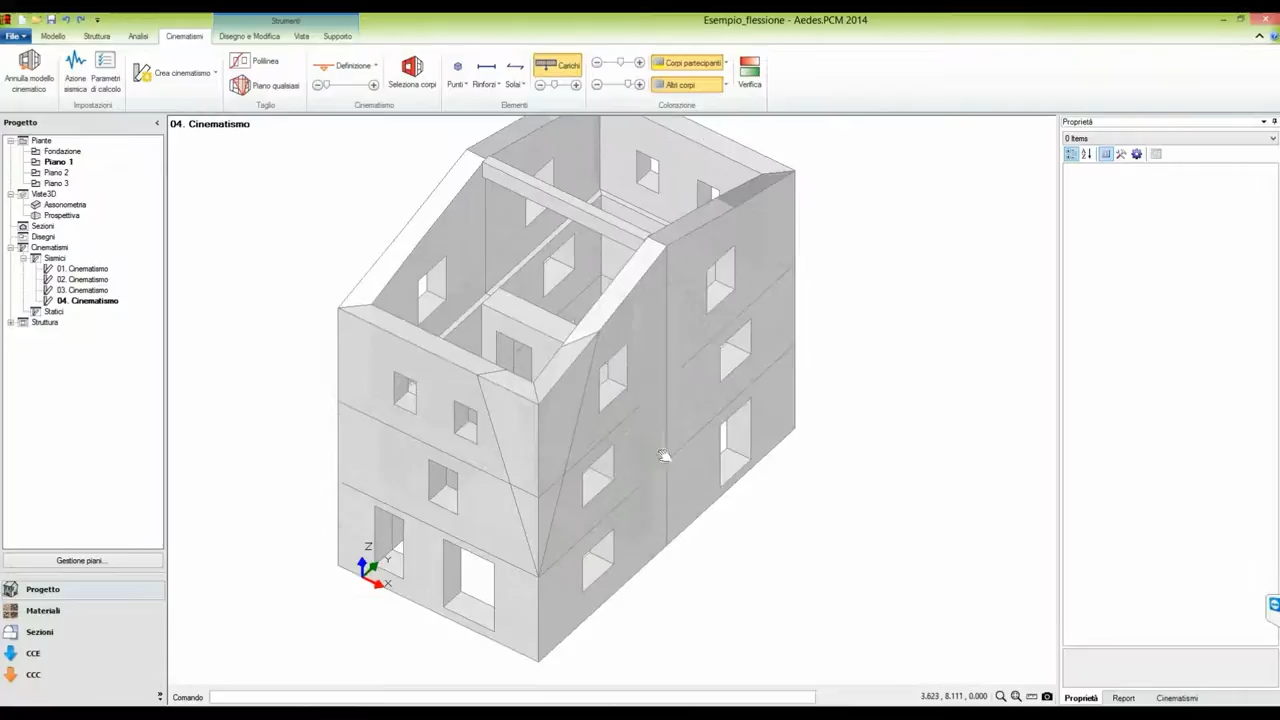 Strumenti
Esempio_flessione - Aedes.PCM 2014
File
Modello
Struttura
Analisi
Cinematismi
Disegno e Modifica
Vista
Supporto
Annulla modello cinematico
Azione sismica
Parametri di calcolo
Impostazioni
Crea cinematismo
Polilinea
Piano qualsiasi
Taglio
Definizione
Seleziona corpi
Cinematismo
Punti
Rinforzi
Solai
Carichi
Elementi
Corpi partecipanti
Altri corpi
Colorazione
Verifica
Progetto
Piante
Fondazione
Piano 1
Piano 2
Piano 3
Viste3D
Assonometria
Prospettiva
Sezioni
Disegni
Cinematismi
Sismici
01. Cinematismo
02. Cinematismo
03. Cinematismo
04. Cinematismo
Statici
Struttura
Gestione piani...
Progetto
Materiali
Sezioni
CCE
CCC
04. Cinematismo
Z
Y
X
Comando
3.623 , 8.111, 0.000
Proprietà
0 Items
Proprietà
Report
Cinematismi